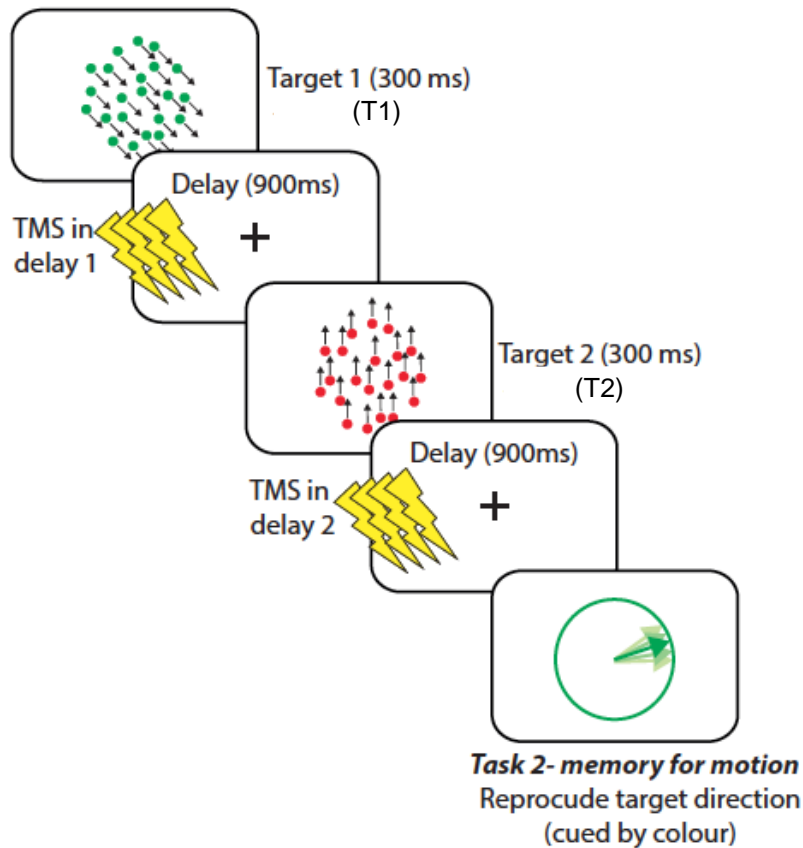 Target 1 (300 ms)
(T1)
Delay (900ms)
TMS in
delay 1
Target 2 (300 ms)
(T2)
Delay (900ms)
TMS in
delay 2
Task 2- memory for motion
Reprocude target direction
(cued by colour)